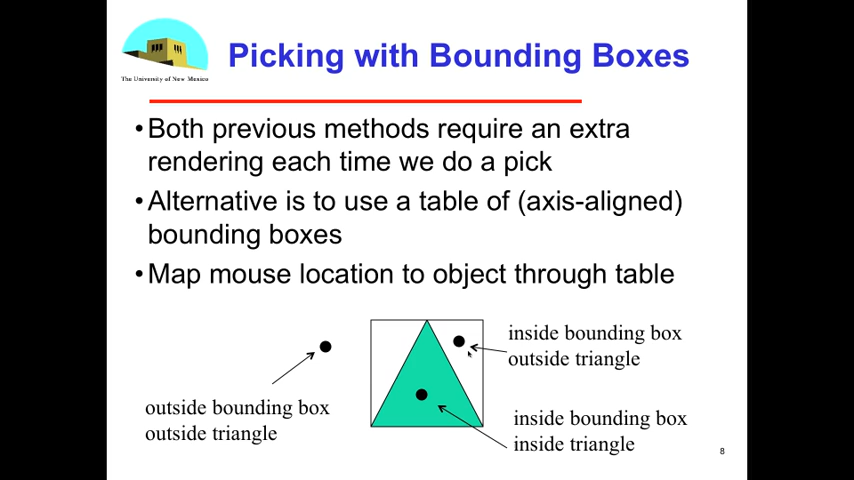 The University of New Mexico
Picking with Bounding Boxes
•Both previous methods require an extra
rendering each time we do a pick
•Alternative is to use a table of (axis-aligned)
bounding boxes
•Map mouse location to object through table
inside bounding box
outside triangle
outside bounding box
outside triangle
inside bounding box
inside triangle
8